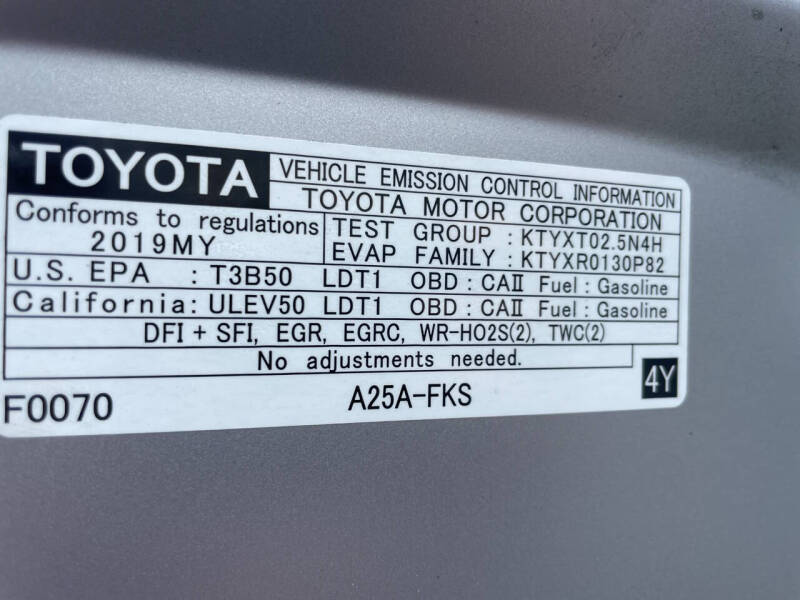 TOYOTA VEHICLE EMISSION CONTROL INFORMATION
TOYOTA MOTOR CORPORATION
Conforms to regulations
2019MY
TEST GROUP : KTYXT02.5N4H
EVAP FAMILY : KTYXR0130P82
U.S. EPA : T3B50 LDT1 OBD : CAII Fuel : Gasoline
California : ULEV50 LDT1 OBD : CAII Fuel : Gasoline
DFI + SFI, EGR, EGRC, WR-HO2S(2), TWC(2)
No adjustments needed.
F0070 A25A-FKS 4Y